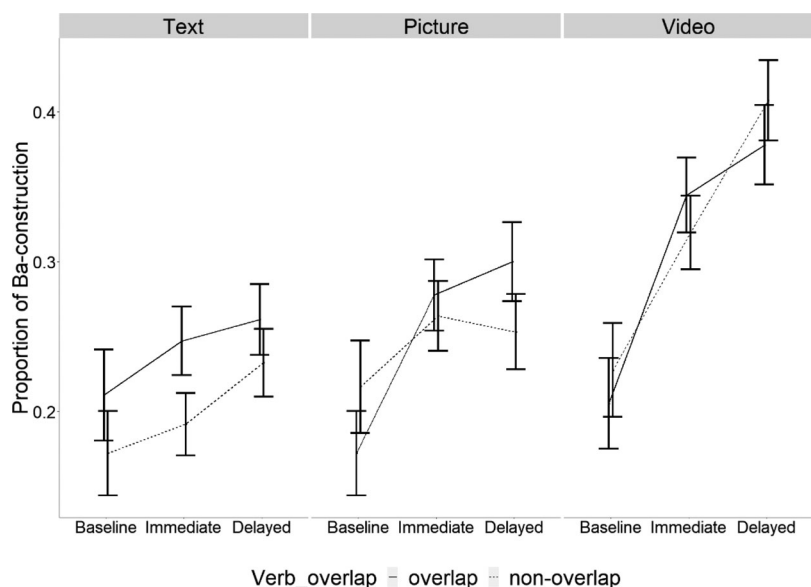 Text Picture Video
Proportion of Ba-construction
0.4
0.3
0.2
Baseline Immediate Delayed Baseline Immediate Delayed Baseline Immediate Delayed
Verb_overlap overlap non-overlap